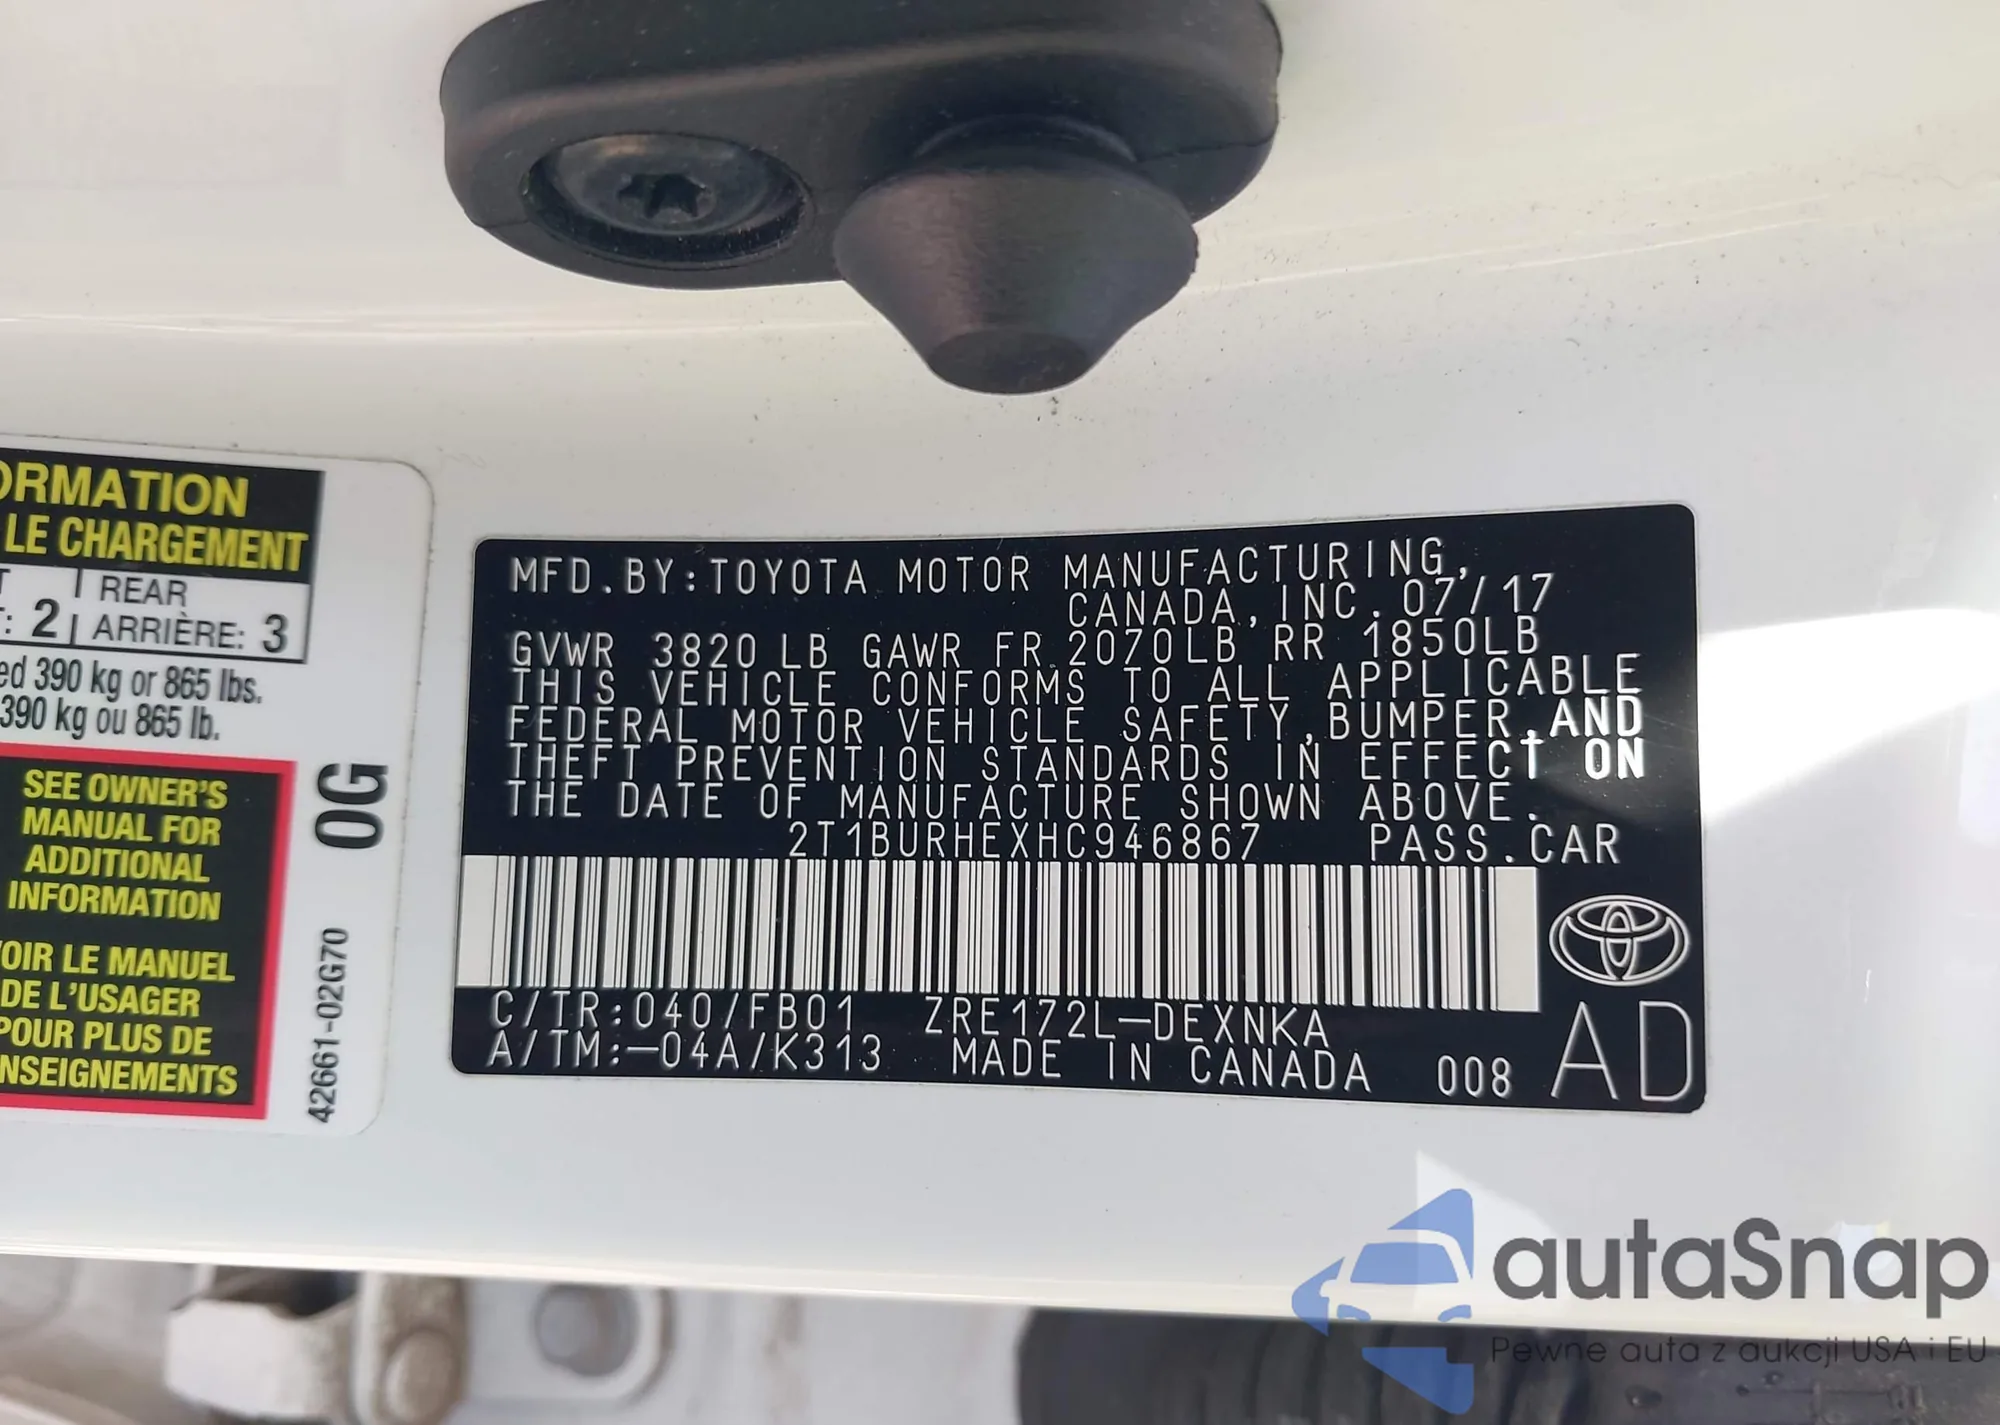 ORMATION
LE CHARGEMENT
T | REAR
T: 2 | ARRIÈRE: 3
ed 390 kg or 865 lbs.
390 kg ou 865 lb.
SEE OWNER'S
MANUAL FOR
ADDITIONAL
INFORMATION
VOIR LE MANUEL
DE L'USAGER
POUR PLUS DE
NSEIGNEMENTS
0G
42661-02G70
MFD.BY:TOYOTA MOTOR MANUFACTURING,
CANADA,INC. 07/17
GVWR 3820 LB GAWR FR 2070LB RR 1850LB
THIS VEHICLE CONFORMS TO ALL APPLICABLE
FEDERAL MOTOR VEHICLE SAFETY,BUMPER,AND
THEFT PREVENTION STANDARDS IN EFFECT ON
THE DATE OF MANUFACTURE SHOWN ABOVE.
2T1BURHEXHC946867 PASS.CAR
C/TR:040/FB01 ZRE172L-DEXNKA
A/TM:-04A/K313 MADE IN CANADA 008 AD
autaSnap
Pewne auta z aukcji USA i EU